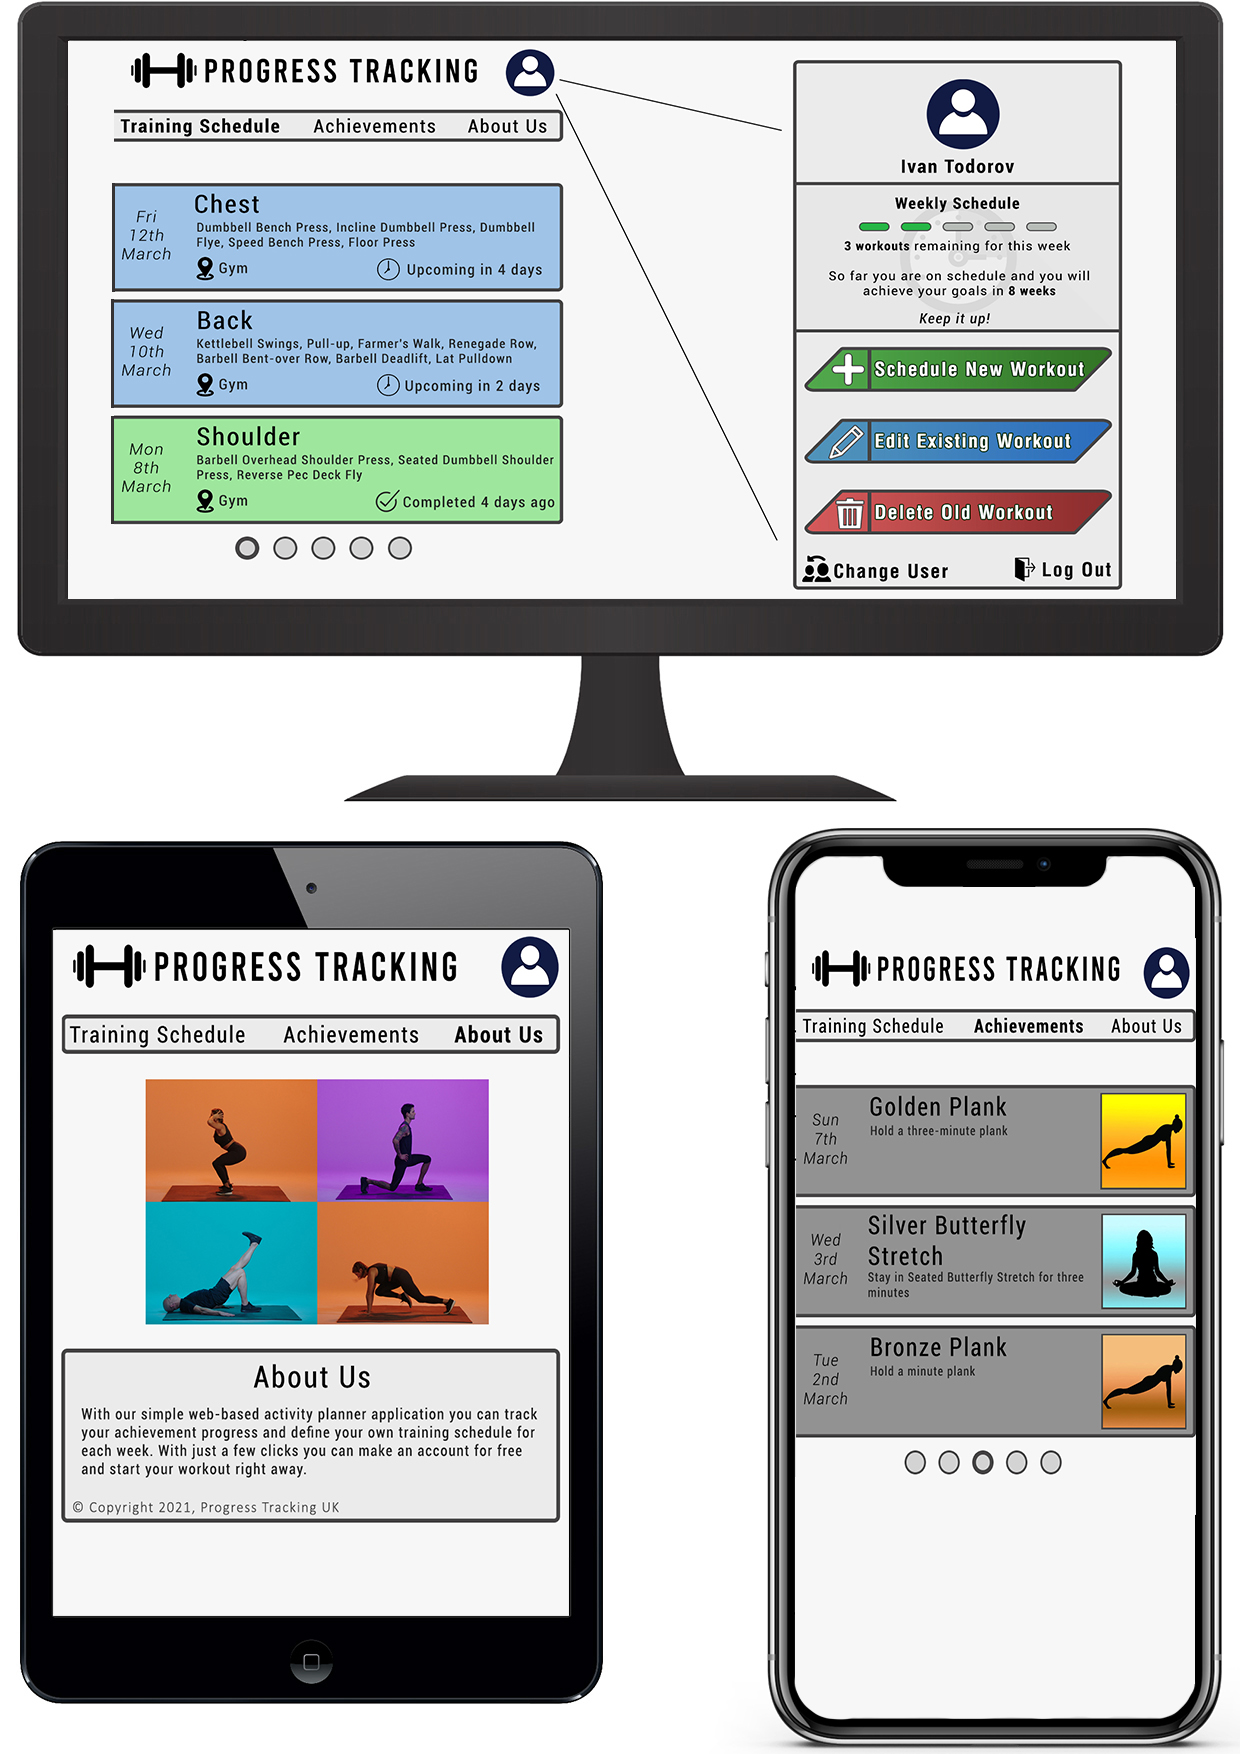 PROGRESS TRACKING
Training Schedule Achievements About Us
Fri
12th
March
Chest
Dumbbell Bench Press, Incline Dumbbell Press, Dumbbell
Flye, Speed Bench Press, Floor Press
Gym Upcoming in 4 days
Wed
10th
March
Back
Kettlebell Swings, Pull-up, Farmer's Walk, Renegade Row,
Barbell Bent-over Row, Barbell Deadlift, Lat Pulldown
Gym Upcoming in 2 days
Mon
8th
March
Shoulder
Barbell Overhead Shoulder Press, Seated Dumbbell Shoulder
Press, Reverse Pec Deck Fly
Gym Completed 4 days ago
Ivan Todorov
Weekly Schedule
3 workouts remaining for this week
So far you are on schedule and you will
achieve your goals in 8 weeks
Keep it up!
Schedule New Workout
Edit Existing Workout
Delete Old Workout
Change User Log Out
PROGRESS TRACKING
Training Schedule Achievements About Us
About Us
With our simple web-based activity planner application you can track
your achievement progress and define your own training schedule for
each week. With just a few clicks you can make an account for free
and start your workout right away.
© Copyright 2021, Progress Tracking UK
PROGRESS TRACKING
Training Schedule Achievements About Us
Sun
7th
March
Golden Plank
Hold a three-minute plank
Wed
3rd
March
Silver Butterfly
Stretch
Stay in Seated Butterfly Stretch for three
minutes
Tue
2nd
March
Bronze Plank
Hold a minute plank